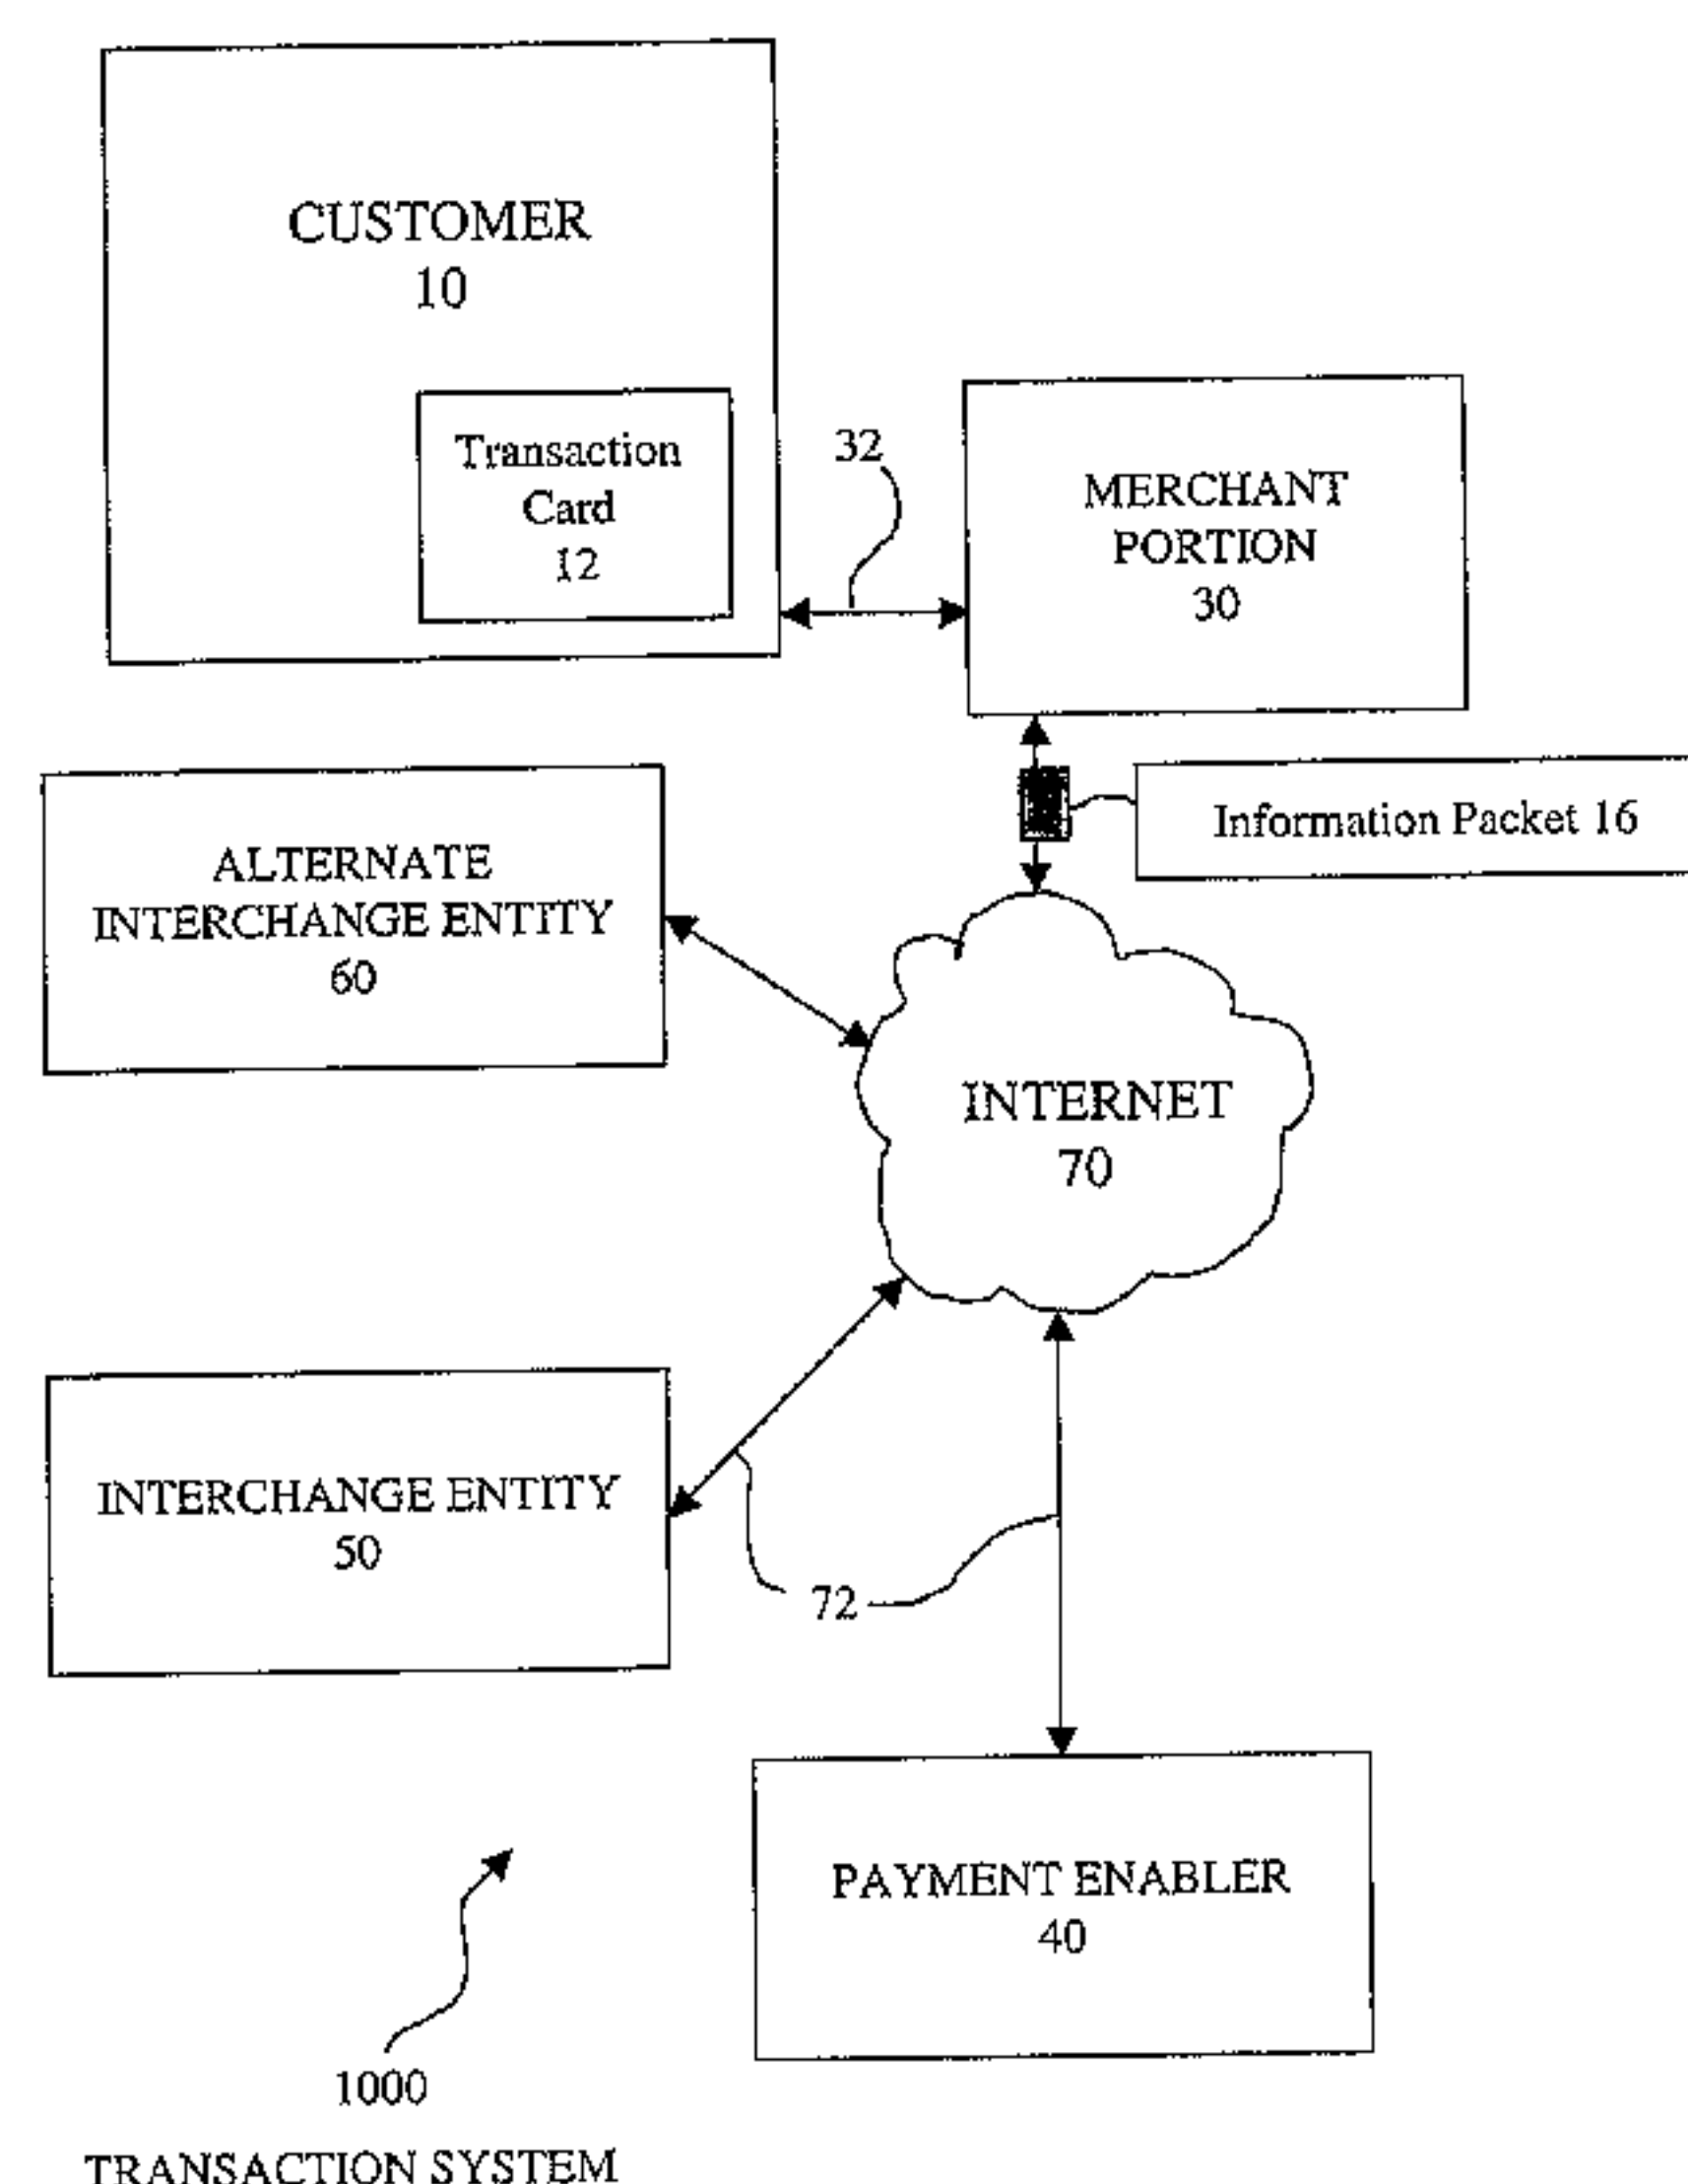 CUSTOMER
10
Transaction
Card
12
32
MERCHANT
PORTION
30
Information Packet 16
ALTERNATE
INTERCHANGE ENTITY
60
INTERNET
70
INTERCHANGE ENTITY
50
72
PAYMENT ENABLER
40
1000
TRANSACTION SYSTEM